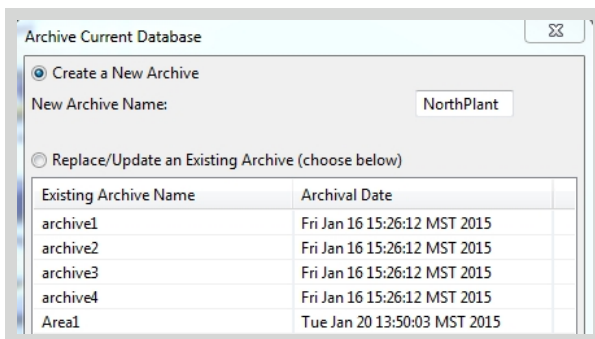 Archive Current Database
Create a New Archive
New Archive Name: NorthPlant
Replace/Update an Existing Archive (choose below)
Existing Archive Name Archival Date
archive1 Fri Jan 16 15:26:12 MST 2015
archive2 Fri Jan 16 15:26:12 MST 2015
archive3 Fri Jan 16 15:26:12 MST 2015
archive4 Fri Jan 16 15:26:12 MST 2015
Area1 Tue Jan 20 13:50:03 MST 2015